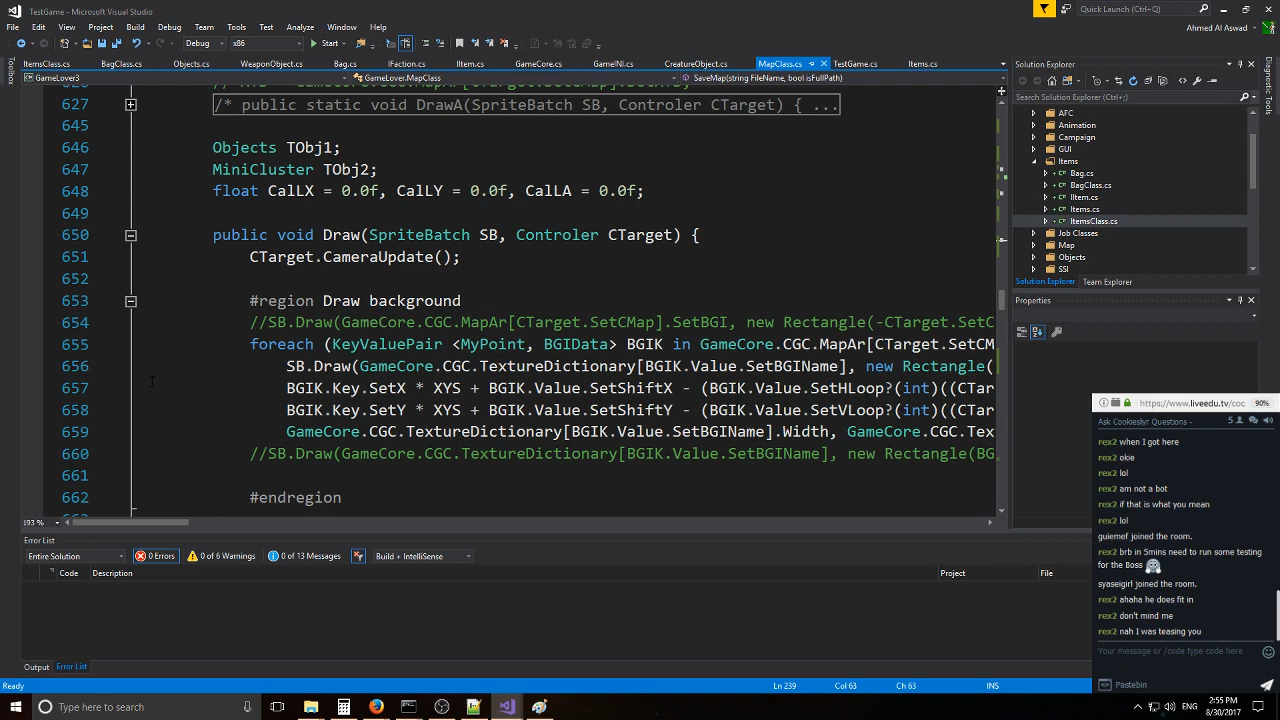 TestGame - Microsoft Visual Studio
Quick Launch (Ctrl+Q)
File Edit View Project Build Debug Team Tools Test Analyze Window Help
Ahmed Al Aswad
Debug x86 Start
ItemsClass.cs BagClass.cs Objects.cs WeaponObject.cs Bag.cs IFaction.cs IItem.cs GameCore.cs GameINI.cs CreatureObject.cs MapClass.cs TestGame.cs Items.cs
GameLover3 GameLover.MapClass SaveMap(string FileName, bool isFullPath)
Toolbox
627 /* public static void DrawA(SpriteBatch SB, Controler CTarget) { ...
645
646 Objects TObj1;
647 MiniCluster TObj2;
648 float CalLX = 0.0f, CalLY = 0.0f, CalLA = 0.0f;
649
650 public void Draw(SpriteBatch SB, Controler CTarget) {
651 CTarget.CameraUpdate();
652
653 #region Draw background
654 //SB.Draw(GameCore.CGC.MapAr[CTarget.SetCMap].SetBGI, new Rectangle(-CTarget.SetC
655 foreach (KeyValuePair <MyPoint, BGIData> BGIK in GameCore.CGC.MapAr[CTarget.SetCM
656 SB.Draw(GameCore.CGC.TextureDictionary[BGIK.Value.SetBGIName], new Rectangle(
657 BGIK.Key.SetX * XYS + BGIK.Value.SetShiftX - (BGIK.Value.SetHLoop?(int)((CTar
658 BGIK.Key.SetY * XYS + BGIK.Value.SetShiftY - (BGIK.Value.SetVLoop?(int)((CTar
659 GameCore.CGC.TextureDictionary[BGIK.Value.SetBGIName].Width, GameCore.CGC.Tex
660 //SB.Draw(GameCore.CGC.TextureDictionary[BGIK.Value.SetBGIName], new Rectangle(BG
661
662 #endregion
193 %
Solution Explorer
Search Solution Explorer (Ctrl+;)
AFC
Animation
Campaign
GUI
Items
Bag.cs
BagClass.cs
IItem.cs
Items.cs
ItemsClass.cs
Job Classes
Map
Objects
SSI
Solution Explorer Team Explorer
Properties
Diagnostic Tools
Error List
Entire Solution 0 Errors 0 of 6 Warnings 0 of 13 Messages Build + IntelliSense
Code Description Project File
Output Error List
Ready Ln 239 Col 63 Ch 63 INS
https://www.liveedu.tv/coc 90%
Ask Cookieslyr Questions - 5
rex2 when I got here
rex2 okie
rex2 lol
rex2 am not a bot
rex2 if that is what you mean
rex2 lol
guiemef joined the room.
rex2 brb in 5mins need to run some testing
for the Boss
syaseigirl joined the room.
rex2 ahaha he does fit in
rex2 don't mind me
rex2 nah I was teasing you
Your message or /code type code here
Pastebin
Type here to search
ENG
2:55 PM
8/30/2017